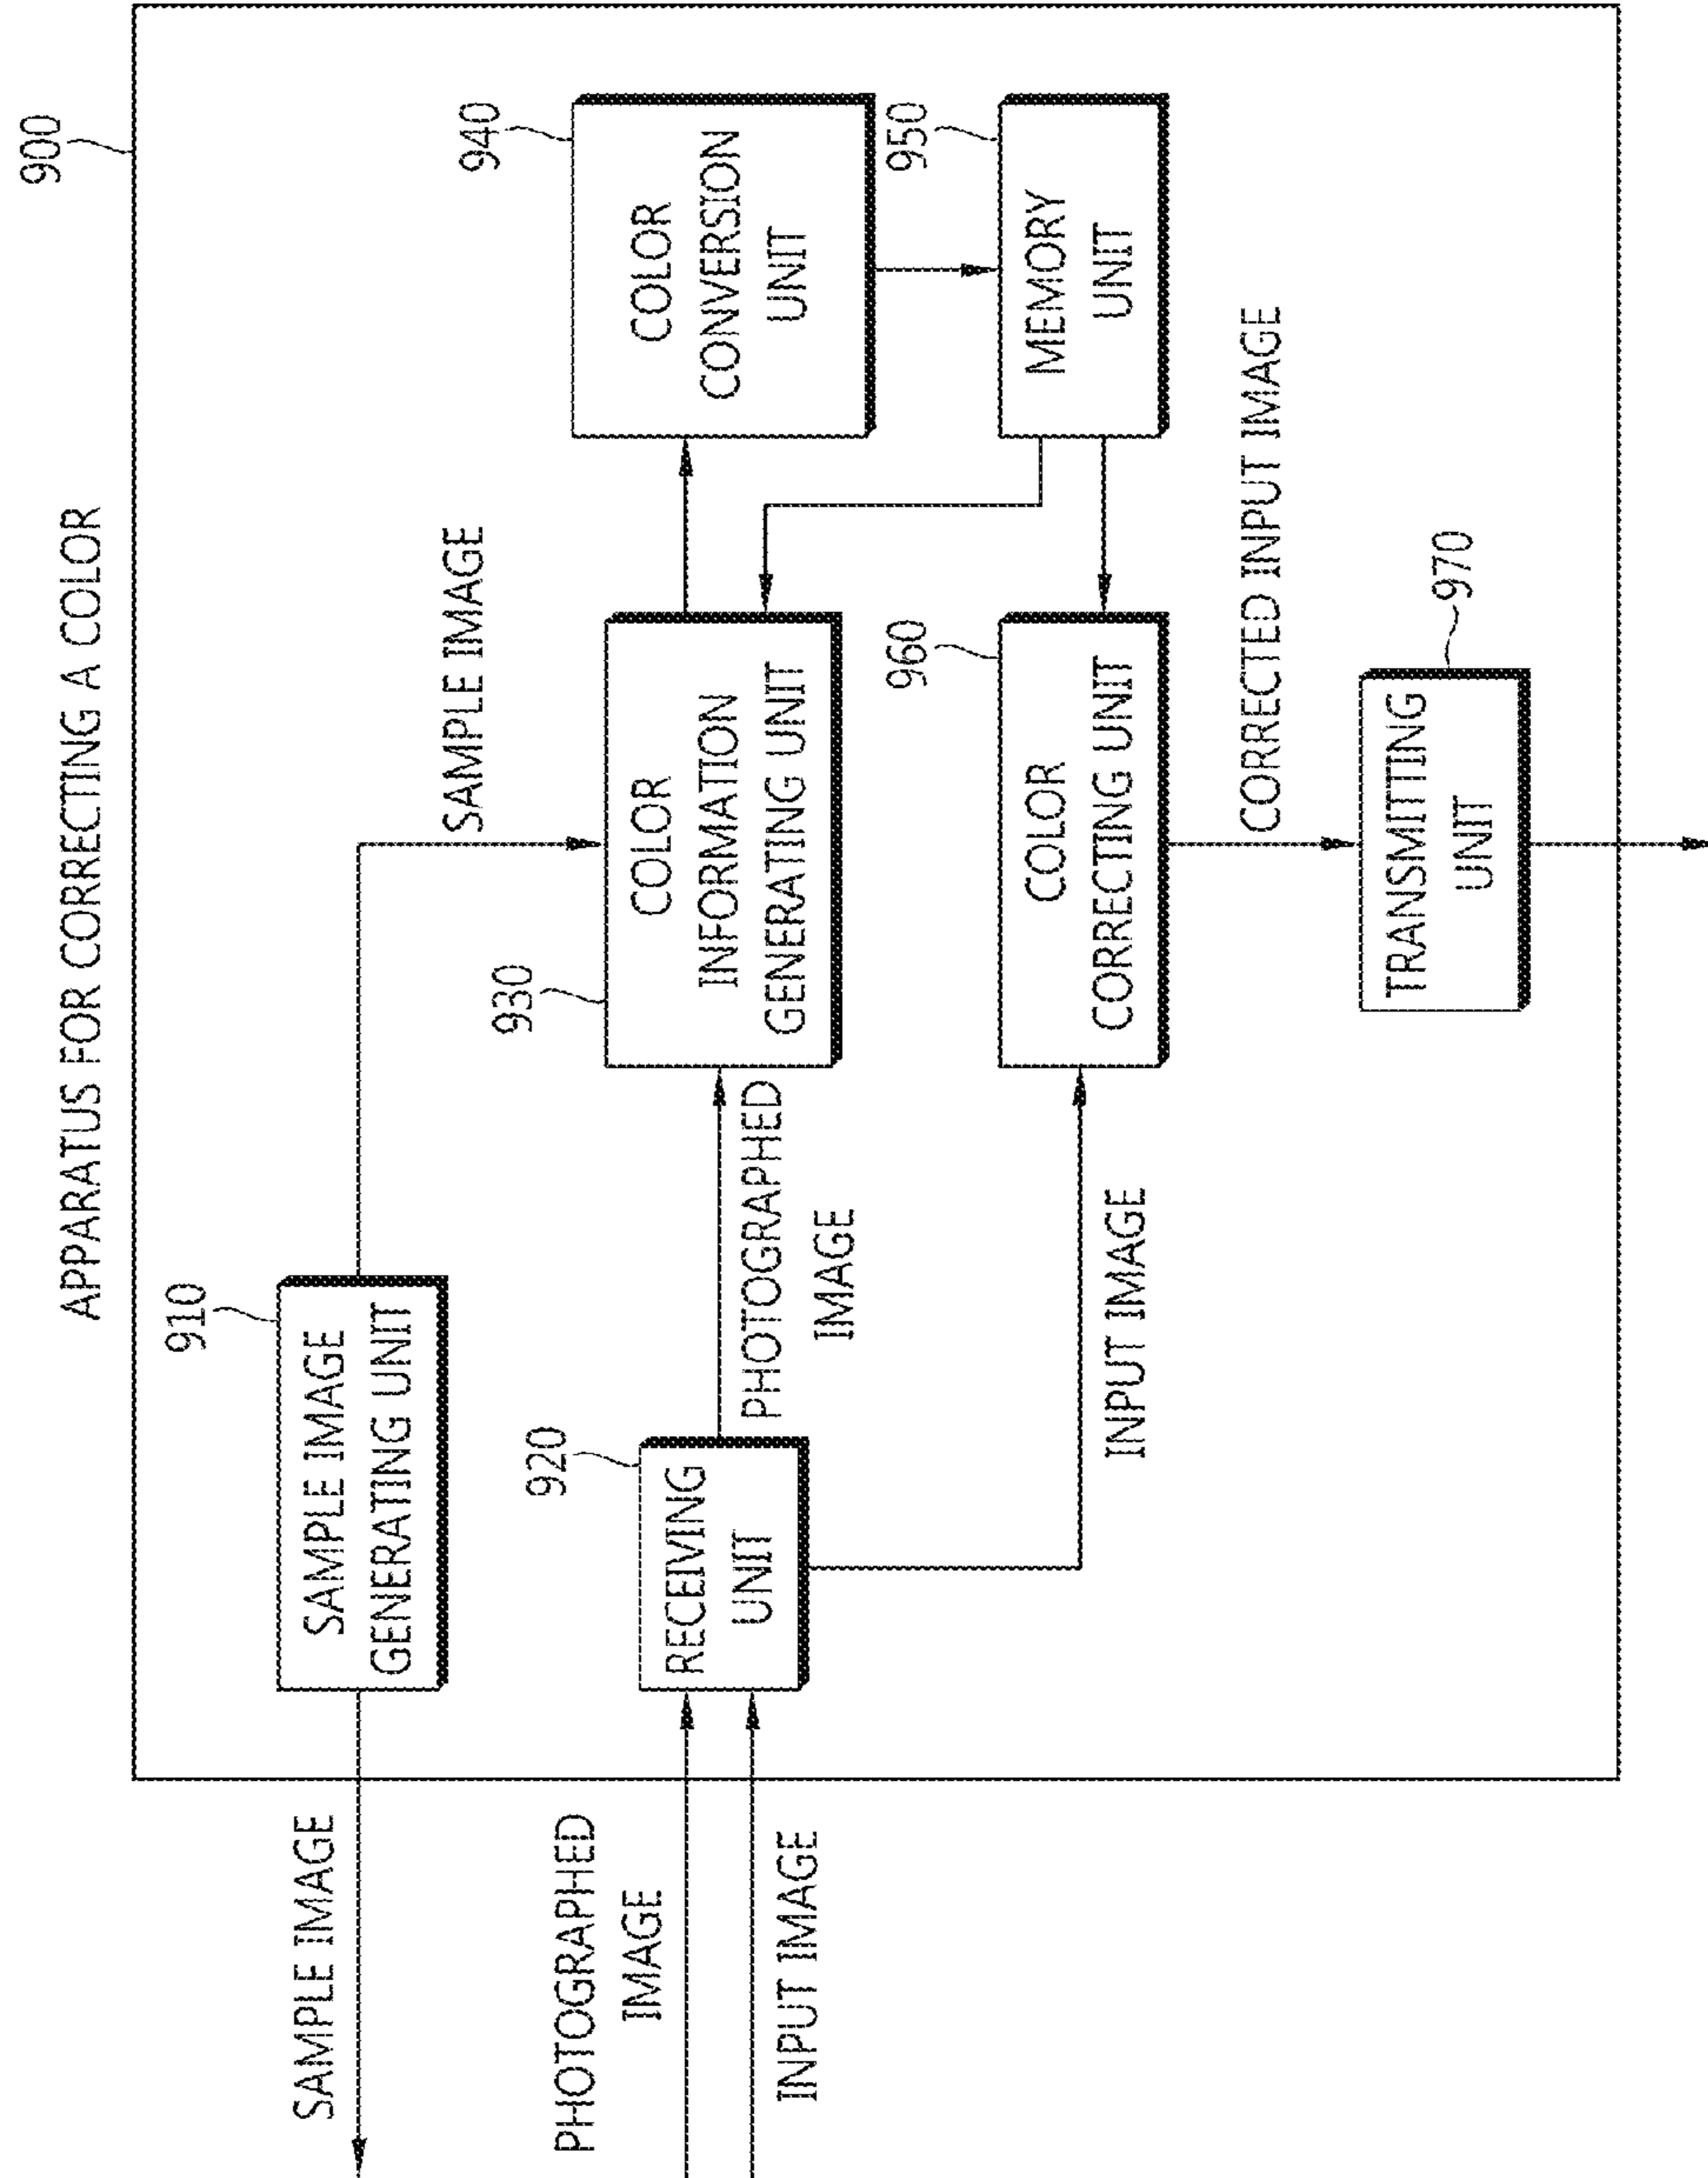 APPARATUS FOR CORRECTING A COLOR
900
910
SAMPLE IMAGE
GENERATING UNIT
SAMPLE IMAGE
SAMPLE IMAGE
940
COLOR
CONVERSION
UNIT
930
COLOR
INFORMATION
GENERATING UNIT
920
RECEIVING
UNIT
PHOTOGRAPHED
IMAGE
PHOTOGRAPHED
IMAGE
INPUT IMAGE
950
MEMORY
UNIT
960
COLOR
CORRECTING UNIT
INPUT IMAGE
CORRECTED INPUT IMAGE
970
TRANSMITTING
UNIT